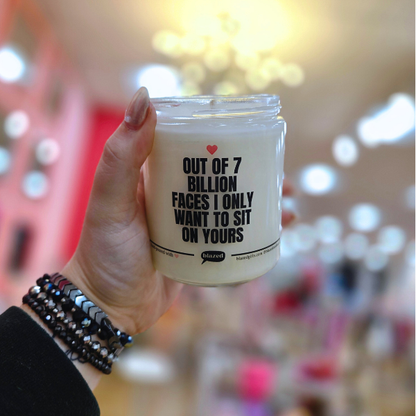 OUT OF 7
BILLION
FACES I ONLY
WANT TO SIT
ON YOURS
blazed